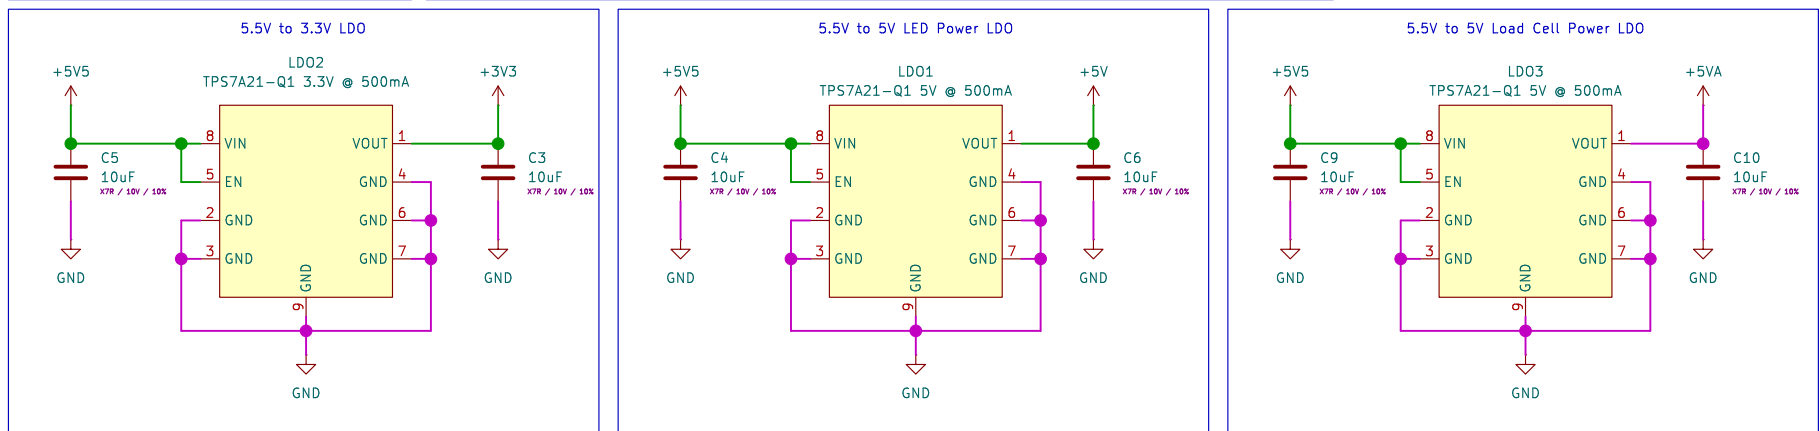 5.5V to 3.3V LDO
+5V5
LDO2
TPS7A21-Q1 3.3V @ 500mA
+3V3
8
VIN
VOUT
1
C5
10uF
X7R / 10V / 10%
5
EN
GND
4
C3
10uF
X7R / 10V / 10%
2
GND
GND
6
3
GND
GND
7
GND
9
GND
GND
GND
5.5V to 5V LED Power LDO
+5V5
LDO1
TPS7A21-Q1 5V @ 500mA
+5V
8
VIN
VOUT
1
C4
10uF
X7R / 10V / 10%
5
EN
GND
4
C6
10uF
X7R / 10V / 10%
2
GND
GND
6
3
GND
GND
7
GND
9
GND
GND
GND
5.5V to 5V Load Cell Power LDO
+5V5
LDO3
TPS7A21-Q1 5V @ 500mA
+5VA
8
VIN
VOUT
1
C9
10uF
X7R / 10V / 10%
5
EN
GND
4
C10
10uF
X7R / 10V / 10%
2
GND
GND
6
3
GND
GND
7
GND
9
GND
GND
GND